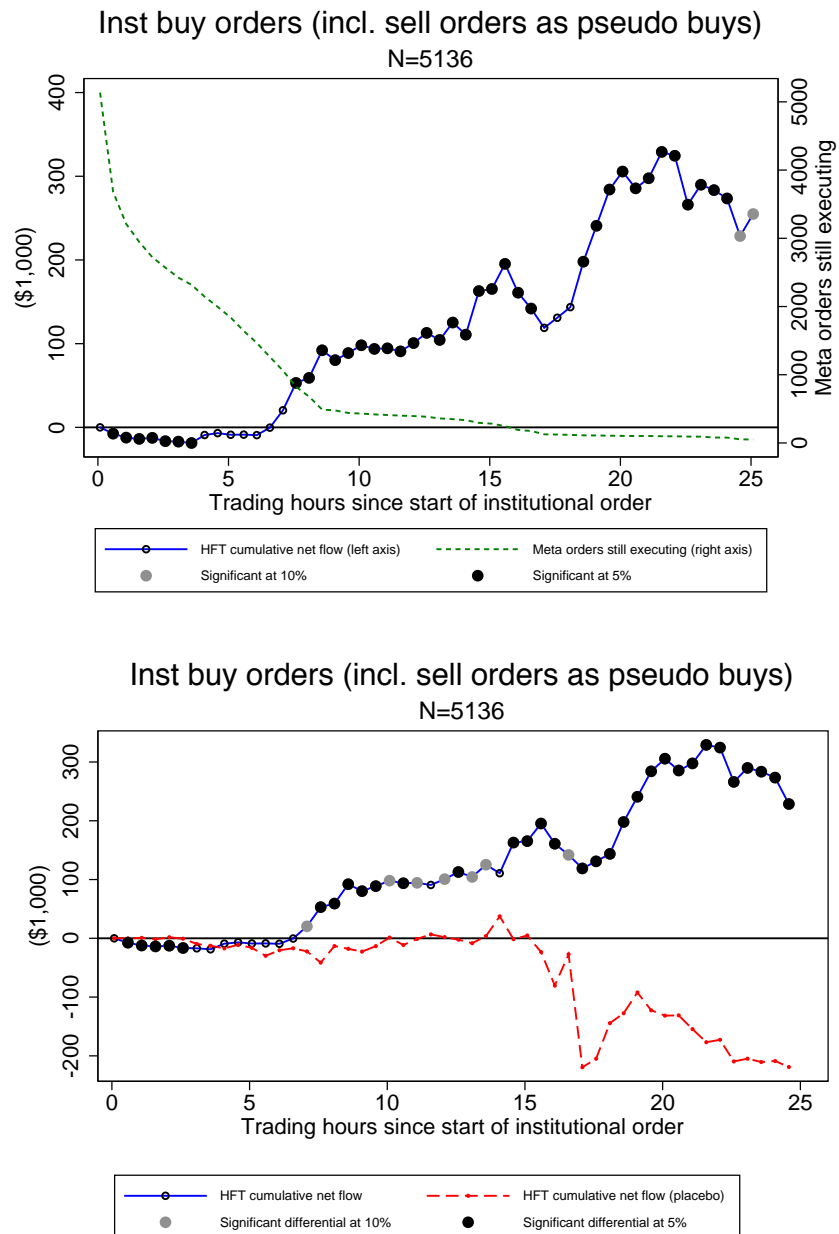 Inst buy orders (incl. sell orders as pseudo buys)
N=5136
($1,000)
400
300
200
100
0
5000
4000
3000
2000
1000
0
Meta orders still executing
0 5 10 15 20 25
Trading hours since start of institutional order
HFT cumulative net flow (left axis) Meta orders still executing (right axis)
Significant at 10% Significant at 5%
Inst buy orders (incl. sell orders as pseudo buys)
N=5136
($1,000)
300
200
100
0
-100
-200
0 5 10 15 20 25
Trading hours since start of institutional order
HFT cumulative net flow HFT cumulative net flow (placebo)
Significant differential at 10% Significant differential at 5%